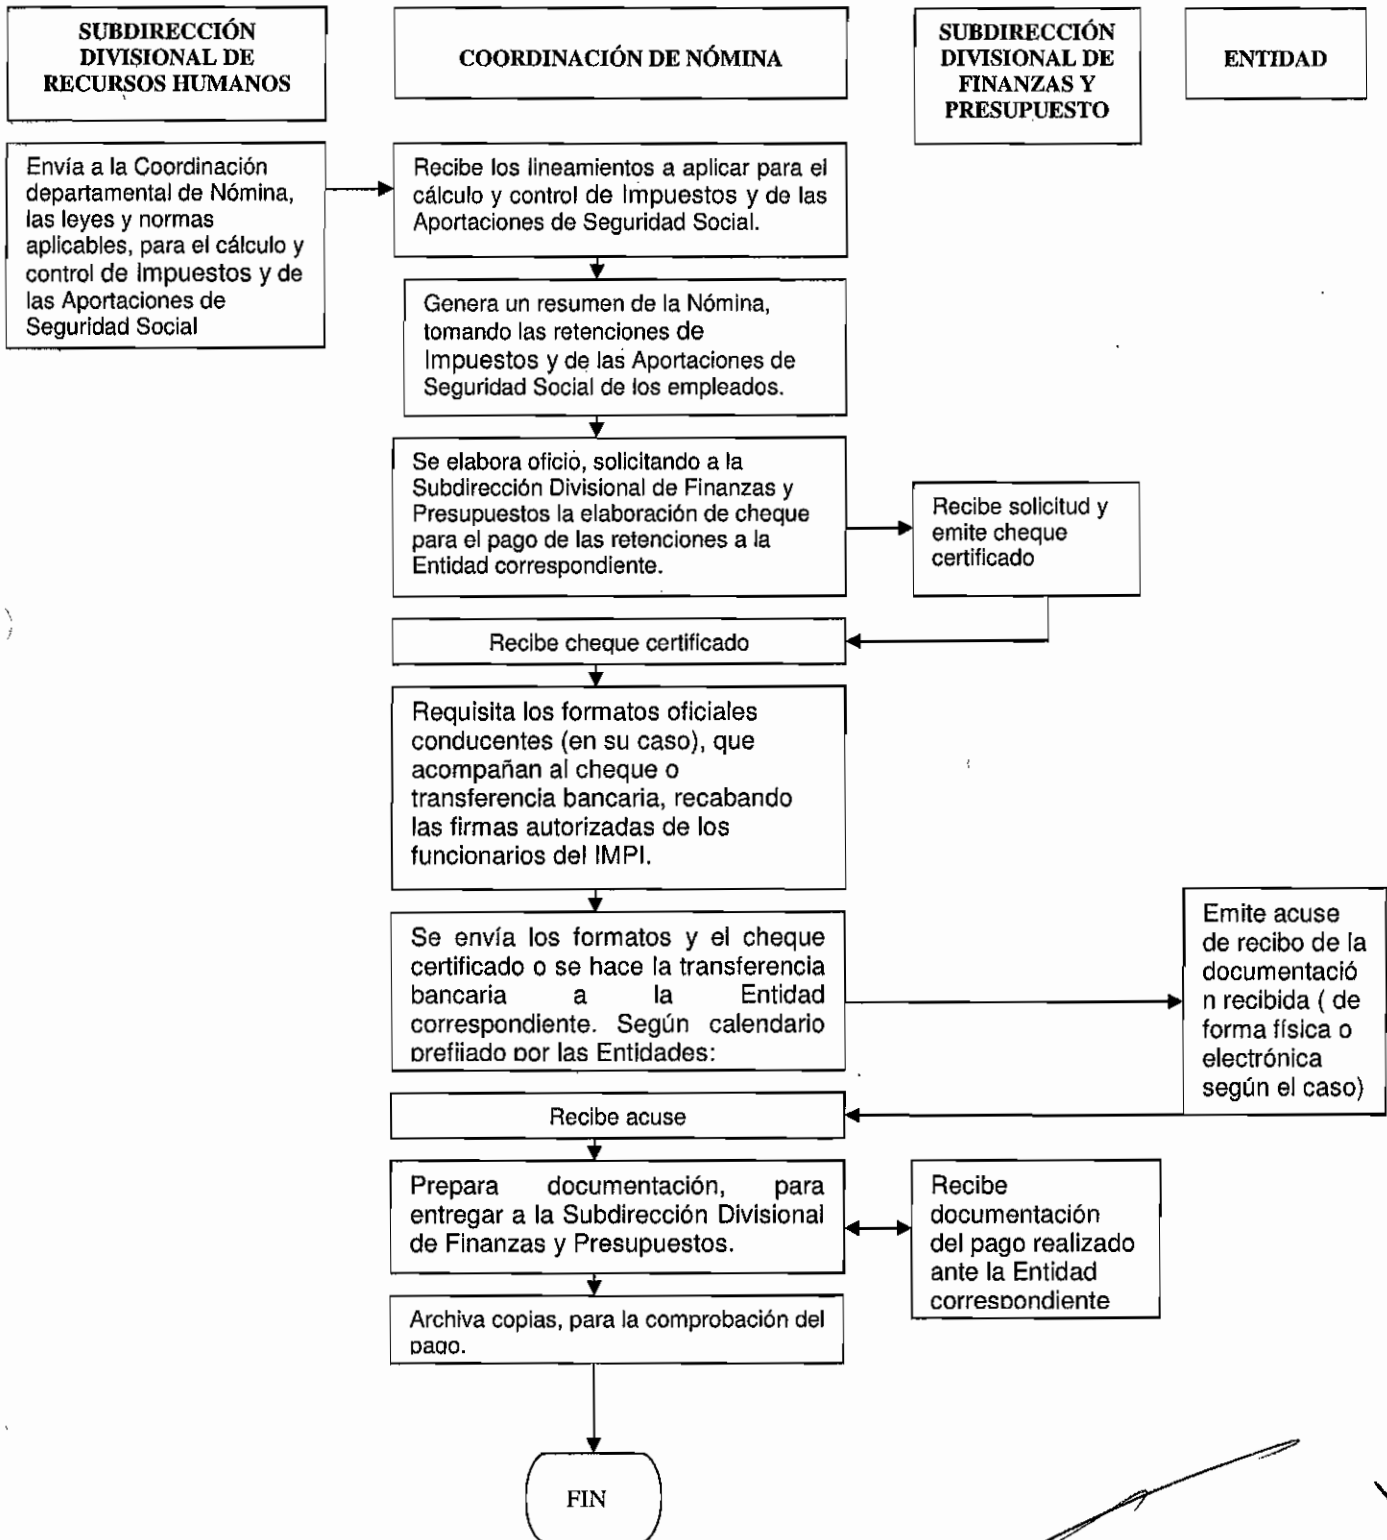 SUBDIRECCIÓN
DIVISIONAL DE
RECURSOS HUMANOS
COORDINACIÓN DE NÓMINA
SUBDIRECCIÓN
DIVISIONAL DE
FINANZAS Y
PRESUPUESTO
ENTIDAD
Envía a la Coordinación
departamental de Nómina,
las leyes y normas
aplicables, para el cálculo y
control de Impuestos y de
las Aportaciones de
Seguridad Social
Recibe los lineamientos a aplicar para el
cálculo y control de Impuestos y de las
Aportaciones de Seguridad Social.
Genera un resumen de la Nómina,
tomando las retenciones de
Impuestos y de las Aportaciones de
Seguridad Social de los empleados.
Se elabora oficio, solicitando a la
Subdirección Divisional de Finanzas y
Presupuestos la elaboración de cheque
para el pago de las retenciones a la
Entidad correspondiente.
Recibe solicitud y
emite cheque
certificado
Recibe cheque certificado
Requisita los formatos oficiales
conducentes (en su caso), que
acompañan al cheque o
transferencia bancaria, recabando
las firmas autorizadas de los
funcionarios del IMPI.
Se envía los formatos y el cheque
certificado o se hace la transferencia
bancaria a la Entidad
correspondiente. Según calendario
prefijado por las Entidades:
Emite acuse
de recibo de la
documentació
n recibida ( de
forma física o
electrónica
según el caso)
Recibe acuse
Prepara documentación, para
entregar a la Subdirección Divisional
de Finanzas y Presupuestos.
Recibe
documentación
del pago realizado
ante la Entidad
correspondiente
Archiva copias, para la comprobación del
pago.
FIN